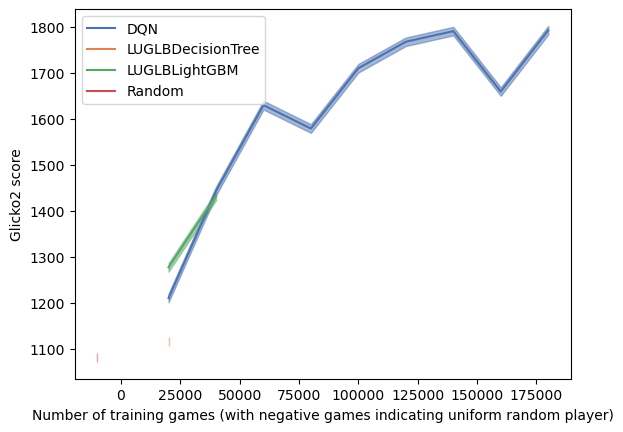 DQN
LUGLBDecisionTree
LUGLBLightGBM
Random
1800
1700
1600
1500
1400
1300
1200
1100
Glicko2 score
0 25000 50000 75000 100000 125000 150000 175000
Number of training games (with negative games indicating uniform random player)